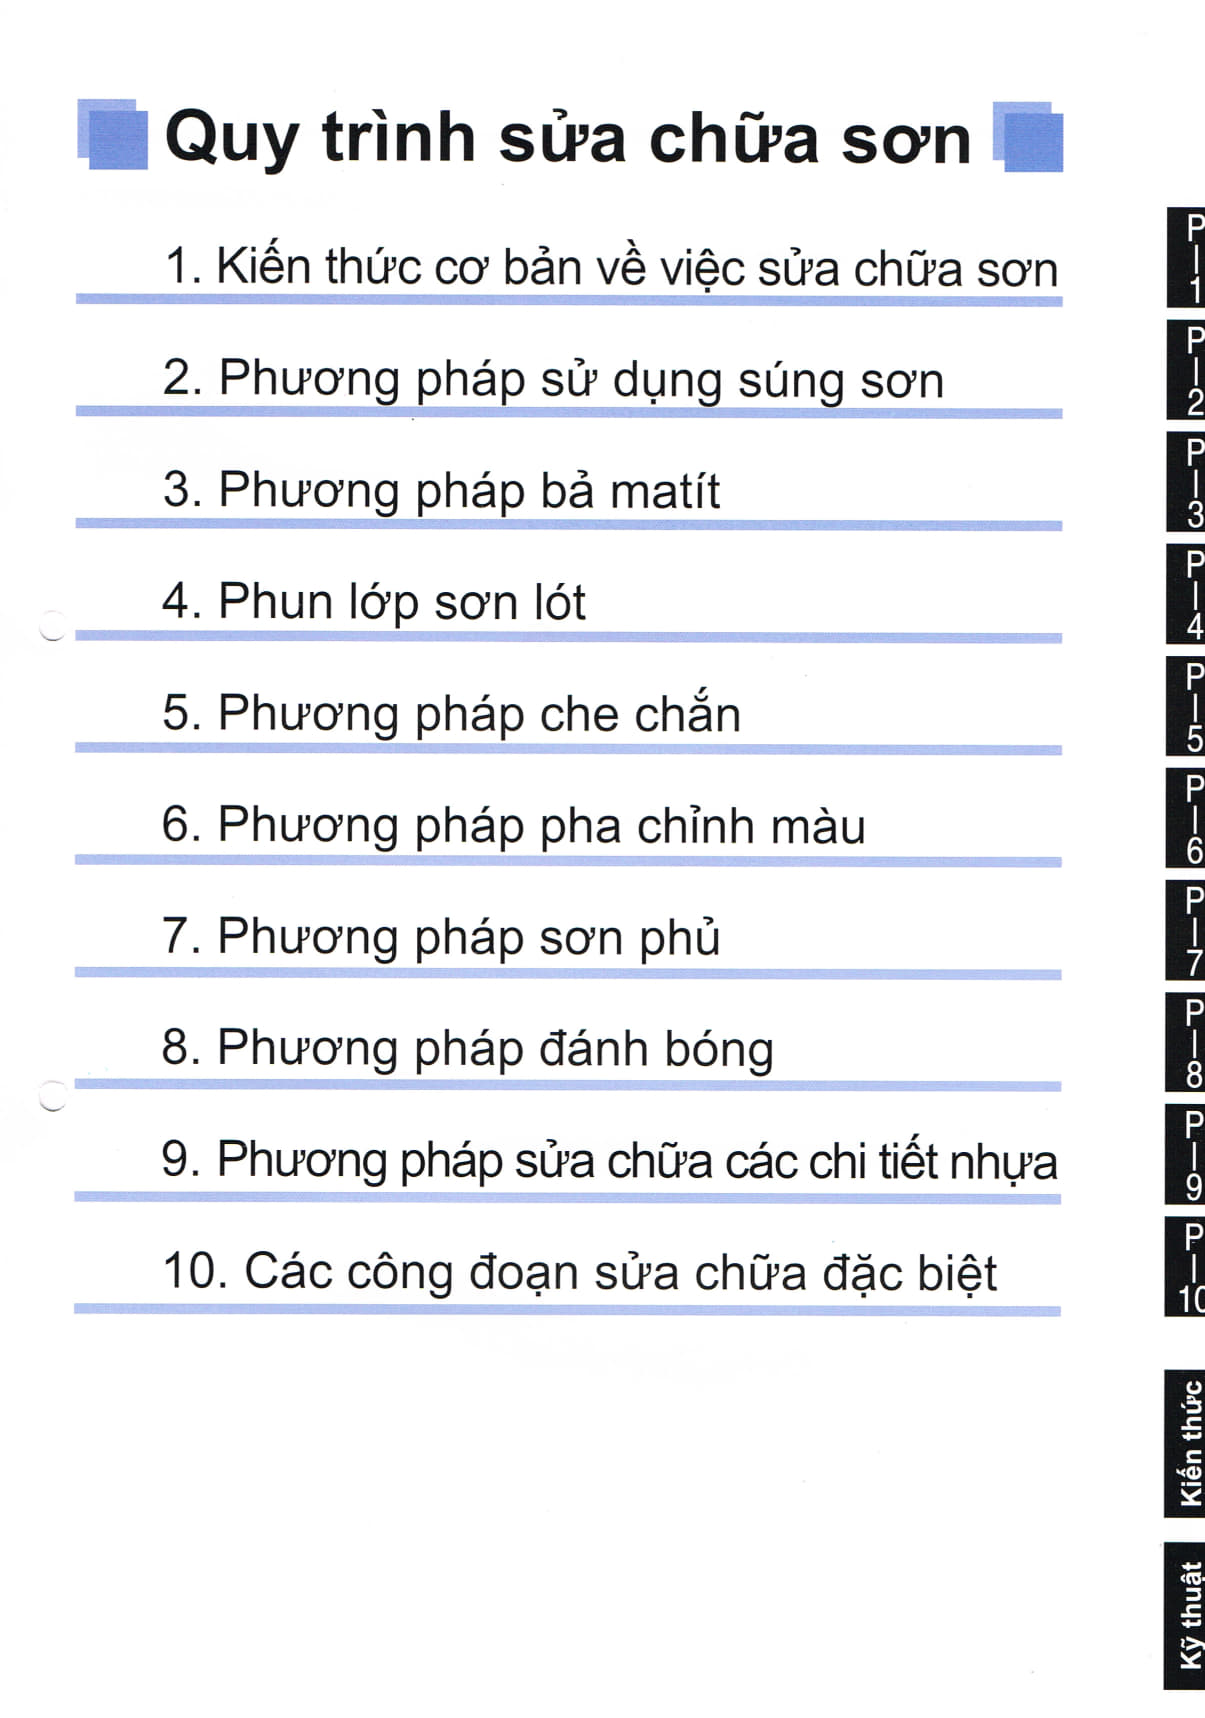 Quy trình sửa chữa sơn
1. Kiến thức cơ bản về việc sửa chữa sơn
2. Phương pháp sử dụng súng sơn
3. Phương pháp bả matít
4. Phun lớp sơn lót
5. Phương pháp che chắn
6. Phương pháp pha chỉnh màu
7. Phương pháp sơn phủ
8. Phương pháp đánh bóng
9. Phương pháp sửa chữa các chi tiết nhựa
10. Các công đoạn sửa chữa đặc biệt
P-1
P-2
P-3
P-4
P-5
P-6
P-7
P-8
P-9
P-10
Kiến thức
Kỹ thuật